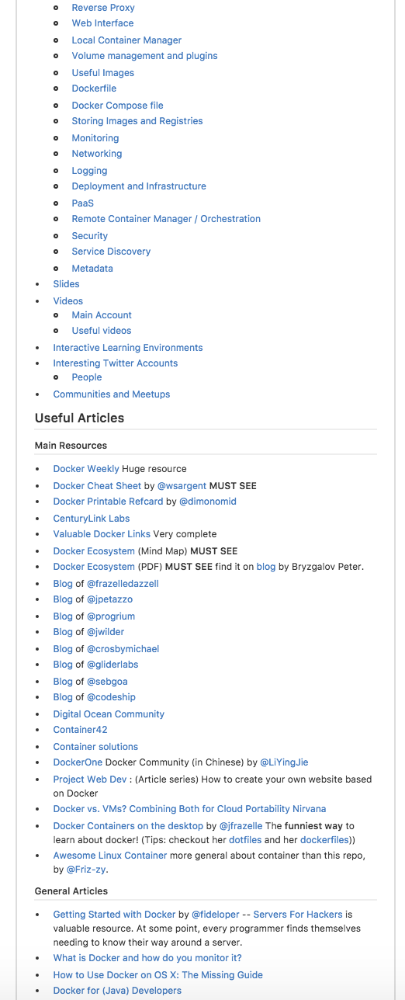 Reverse Proxy
Web Interface
Local Container Manager
Volume management and plugins
Useful Images
Dockerfile
Docker Compose file
Storing Images and Registries
Monitoring
Networking
Logging
Deployment and Infrastructure
PaaS
Remote Container Manager / Orchestration
Security
Service Discovery
Metadata
Slides
Videos
Main Account
Useful videos
Interactive Learning Environments
Interesting Twitter Accounts
People
Communities and Meetups
Useful Articles
Main Resources
Docker Weekly Huge resource
Docker Cheat Sheet by @wsargent MUST SEE
Docker Printable Refcard by @dimonomid
CenturyLink Labs
Valuable Docker Links Very complete
Docker Ecosystem (Mind Map) MUST SEE
Docker Ecosystem (PDF) MUST SEE find it on blog by Bryzgalov Peter.
Blog of @frazelledazzell
Blog of @jpetazzo
Blog of @progrium
Blog of @jwilder
Blog of @crosbymichael
Blog of @gliderlabs
Blog of @sebgoa
Blog of @codeship
Digital Ocean Community
Container42
Container solutions
DockerOne Docker Community (in Chinese) by @LiYingJie
Project Web Dev : (Article series) How to create your own website based
on Docker
Docker vs. VMs? Combining Both for Cloud Portability Nirvana
Docker Containers on the desktop by @jfrazelle The funniest way to
learn about docker! (Tips: checkout her dotfiles and her dockerfiles))
Awesome Linux Container more general about container than this repo,
by @Friz-zy.
General Articles
Getting Started with Docker by @fideloper -- Servers For Hackers is
valuable resource. At some point, every programmer finds themselves
needing to know their way around a server.
What is Docker and how do you monitor it?
How to Use Docker on OS X: The Missing Guide
Docker for (Java) Developers